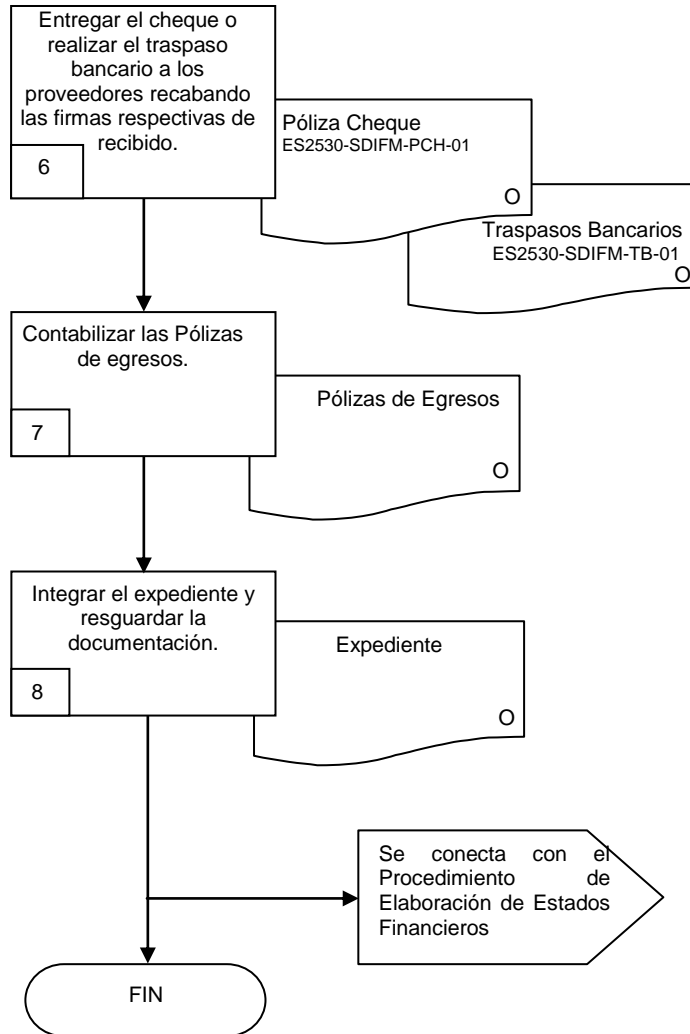 Entregar el cheque o
realizar el traspaso
bancario a los
proveedores recabando
las firmas respectivas de
recibido.
6
Póliza Cheque
ES2530-SDIFM-PCH-01
O
Traspasos Bancarios
ES2530-SDIFM-TB-01
O
Contabilizar las Pólizas
de egresos.
7
Pólizas de Egresos
O
Integrar el expediente y
resguardar la
documentación.
8
Expediente
O
Se conecta con el
Procedimiento de
Elaboración de Estados
Financieros
FIN